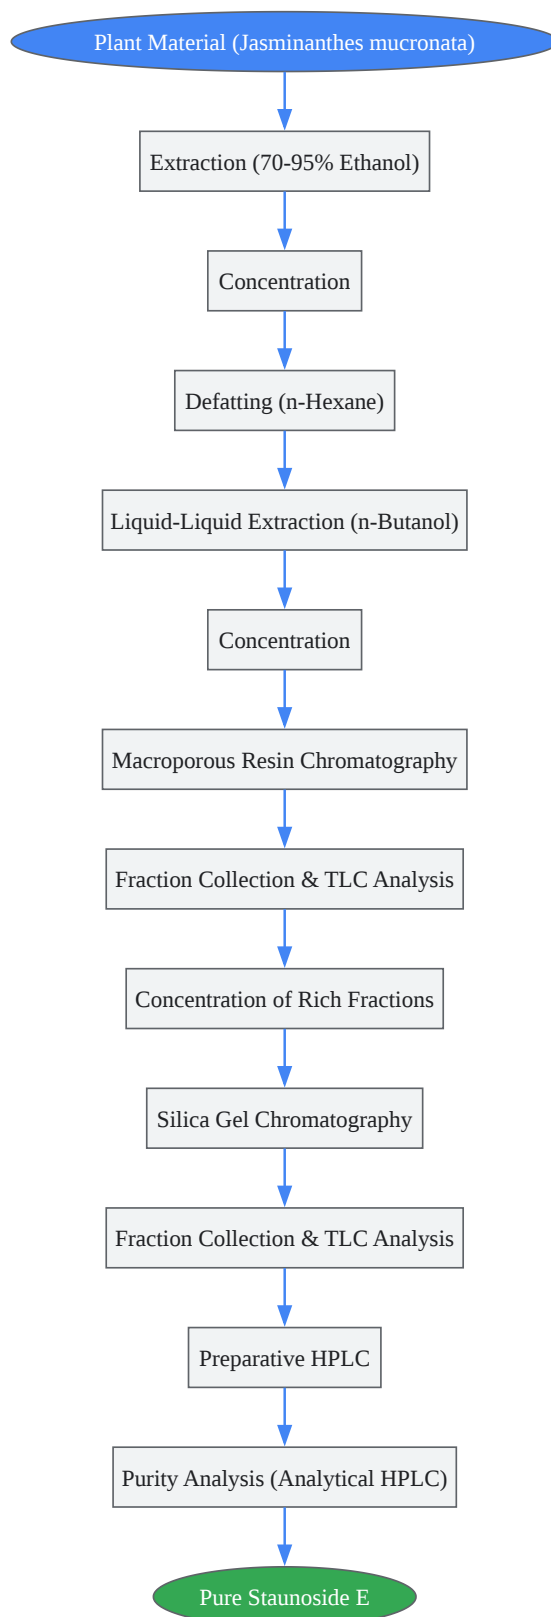 Plant Material (Jasminanthes mucronata)
Extraction (70-95% Ethanol)
Concentration
Defatting (n-Hexane)
Liquid-Liquid Extraction (n-Butanol)
Concentration
Macroporous Resin Chromatography
Fraction Collection & TLC Analysis
Concentration of Rich Fractions
Silica Gel Chromatography
Fraction Collection & TLC Analysis
Preparative HPLC
Purity Analysis (Analytical HPLC)
Pure Staunoside E